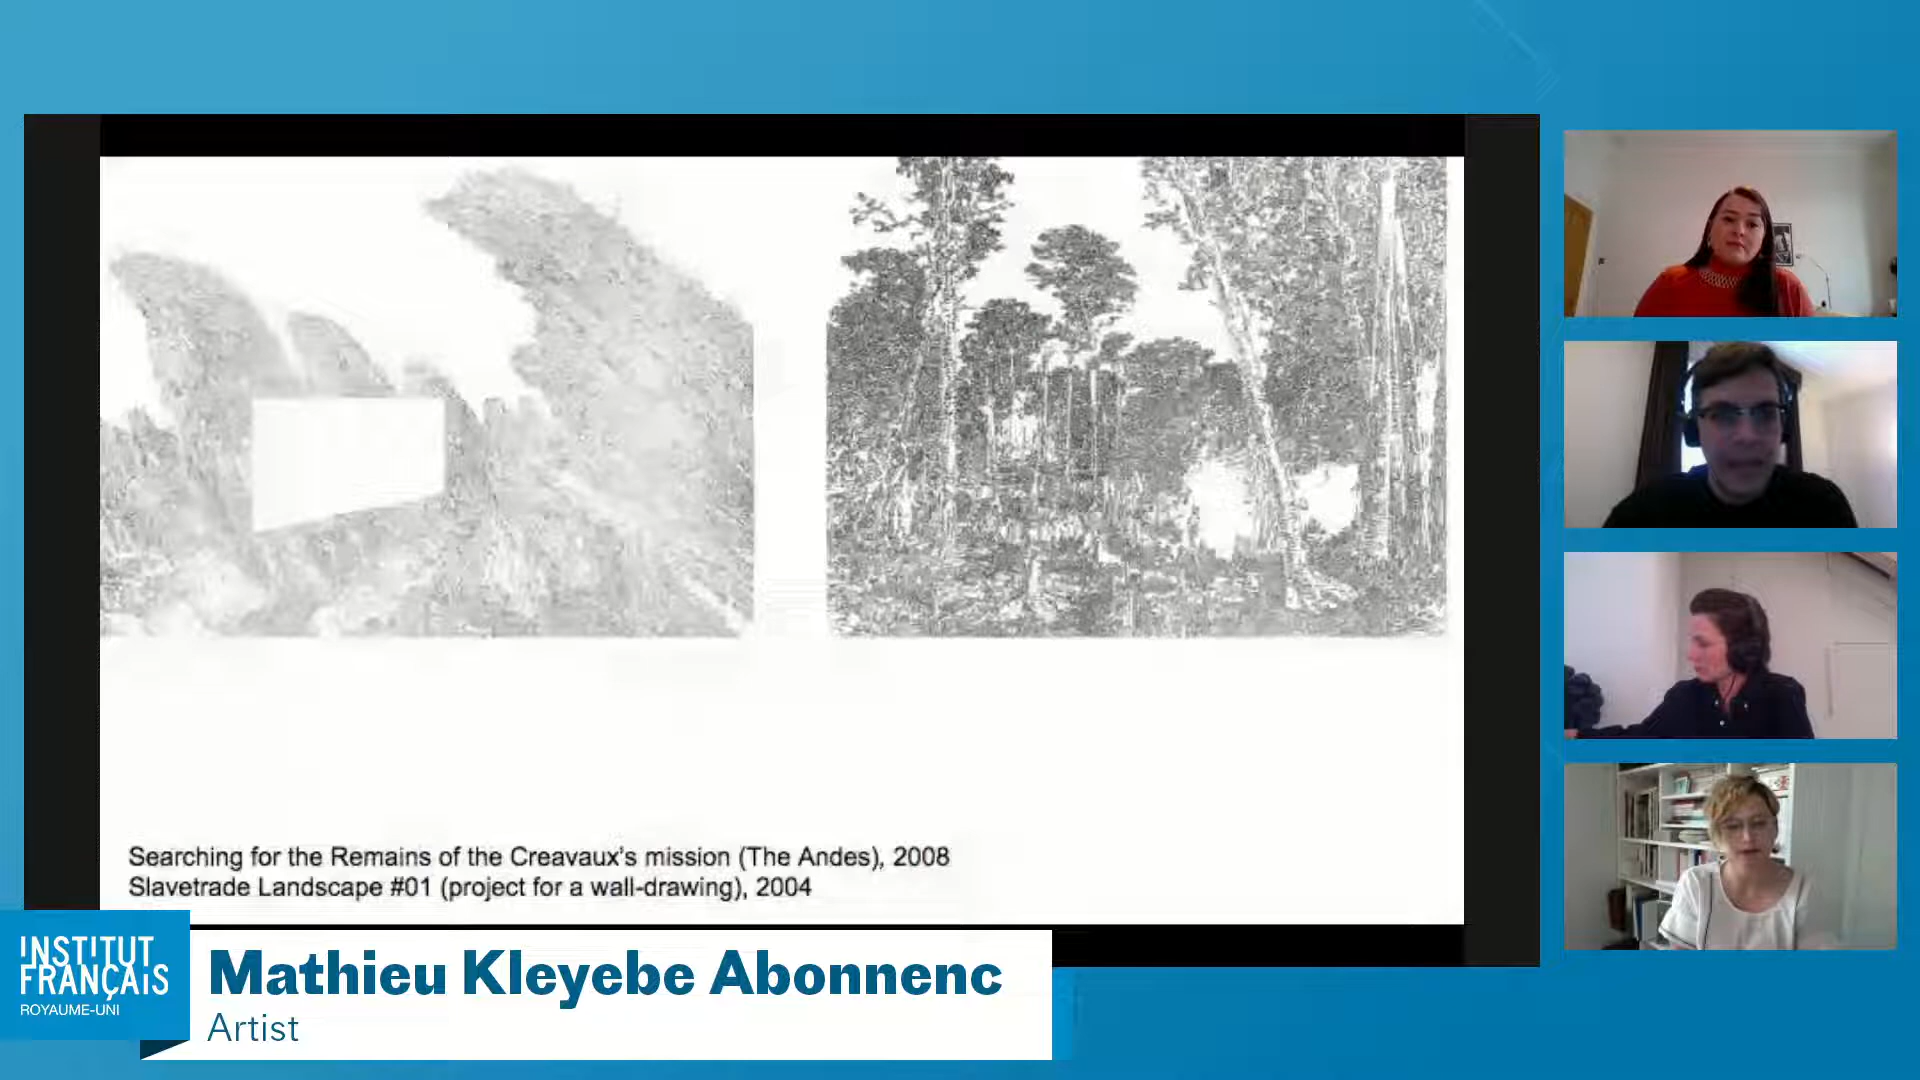 Searching for the Remains of the Creavaux's mission (The Andes), 2008
Slavetrade Landscape #01 (project for a wall-drawing), 2004
INSTITUT
FRANÇAIS
ROYAUME-UNI
Mathieu Kleyebe Abonnenc
Artist